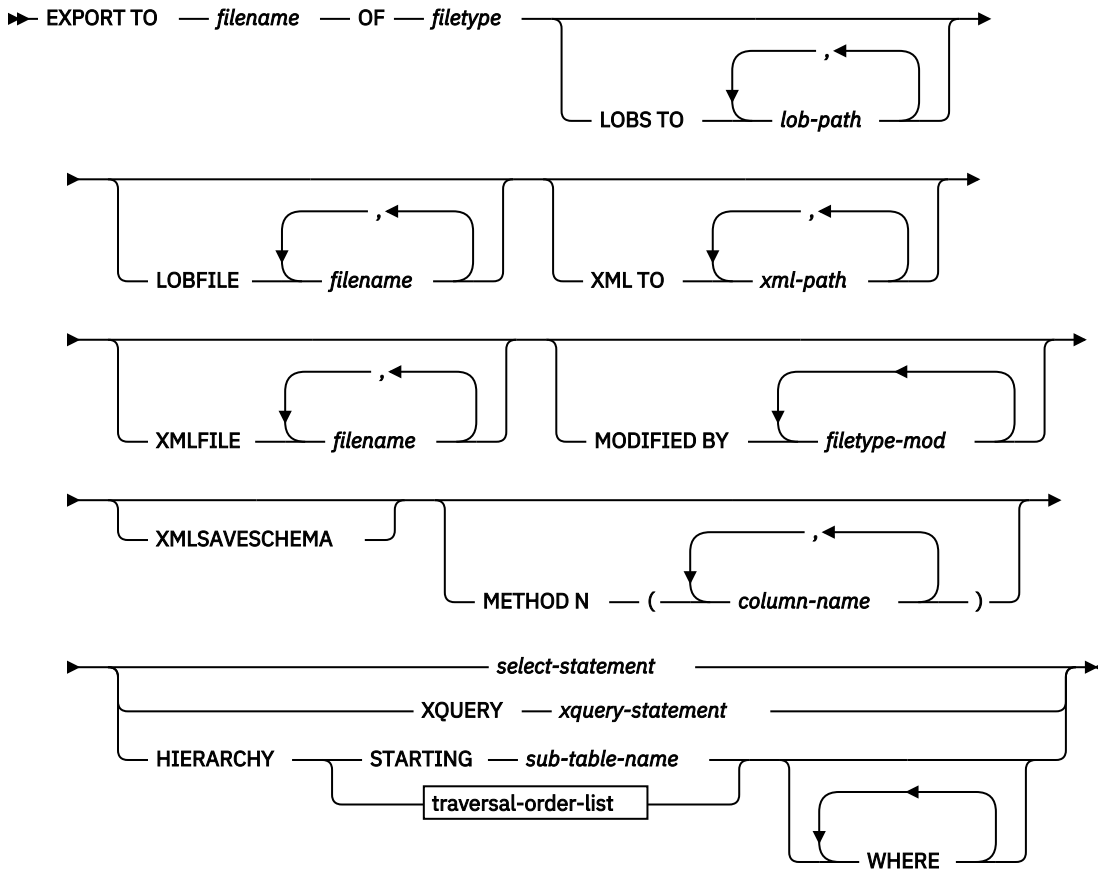 EXPORT TO filename OF filetype
,
LOBS TO lob-path
, ,
LOBFILE filename XML TO xml-path
,
XMLFILE filename MODIFIED BY filetype-mod
XMLSAVESCHEMA
,
METHOD N ( column-name )
select-statement
XQUERY xquery-statement
HIERARCHY STARTING sub-table-name
traversal-order-list
WHERE